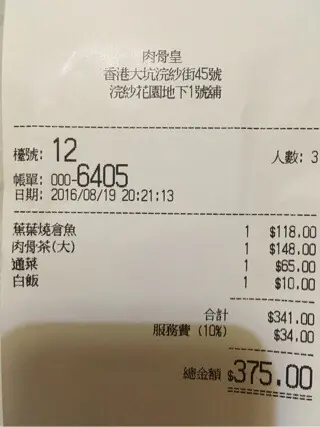 肉骨皇
香港大坑浣紗街45號
浣紗花園地下1號舖
檯號: 12 人數: 3
帳單: 000-6405
日期: 2016/08/19 20:21:13
蕉葉燒倉魚 1 $118.00
肉骨茶(大) 1 $148.00
通菜 1 $65.00
白飯 1 $10.00
合計 $341.00
服務費 (10%) $34.00
總金額 $375.00